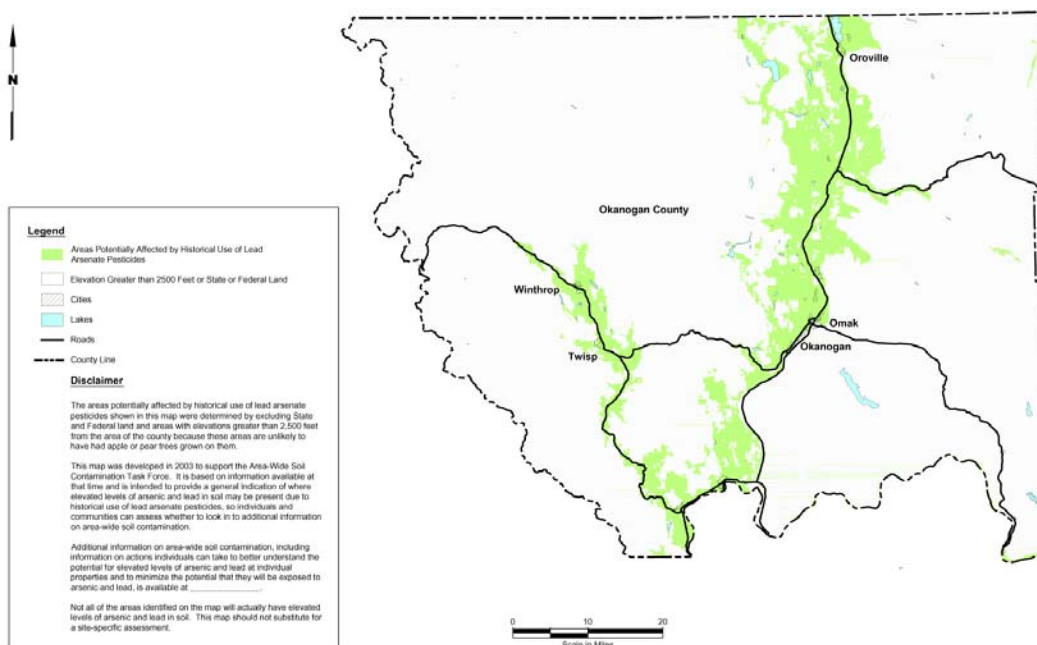 N
Oroville
Okanogan County
Winthrop
Twisp
Omak
Okanogan
Legend
Areas Potentially Affected by Historical Use of Lead
Arsenate Pesticides
Elevation Greater than 2500 Feet or State or Federal Land
Cities
Lakes
Roads
County Line
Disclaimer
The areas potentially affected by historical use of lead arsenate
pesticides shown in this map were determined by excluding State
and Federal land and areas with elevations greater than 2,500 feet
from the area of the county because these areas are unlikely to
have had apple or pear trees grown on them.
This map was developed in 2003 to support the Area-Wide Soil
Contamination Task Force. It is based on information available at
that time and is intended to provide a general indication of where
elevated levels of arsenic and lead in soil may be present due to
historical use of lead arsenate pesticides, so individuals and
communities can assess whether to look in to additional information
on area-wide soil contamination.
Additional information on area-wide soil contamination, including
information on actions individuals can take to better understand the
potential for elevated levels of arsenic and lead at individual
properties and to minimize the potential that they will be exposed to
arsenic and lead, is available at ________________.
Not all of the areas identified on the map will actually have elevated
levels of arsenic and lead in soil. This map should not substitute for
a site-specific assessment.
0 5 10 20
Scale in Miles